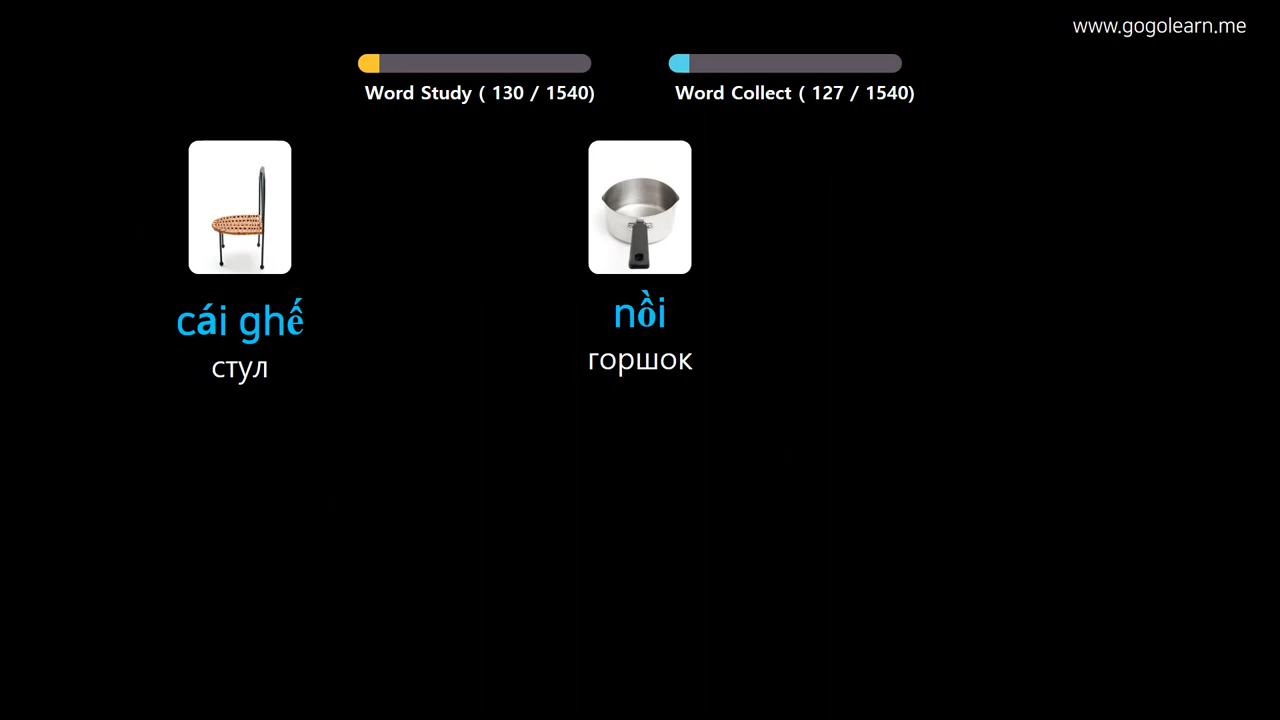 www.gogolearn.me
Word Study ( 130 / 1540)
Word Collect ( 127 / 1540)
cái ghế
стул
nồi
горшок